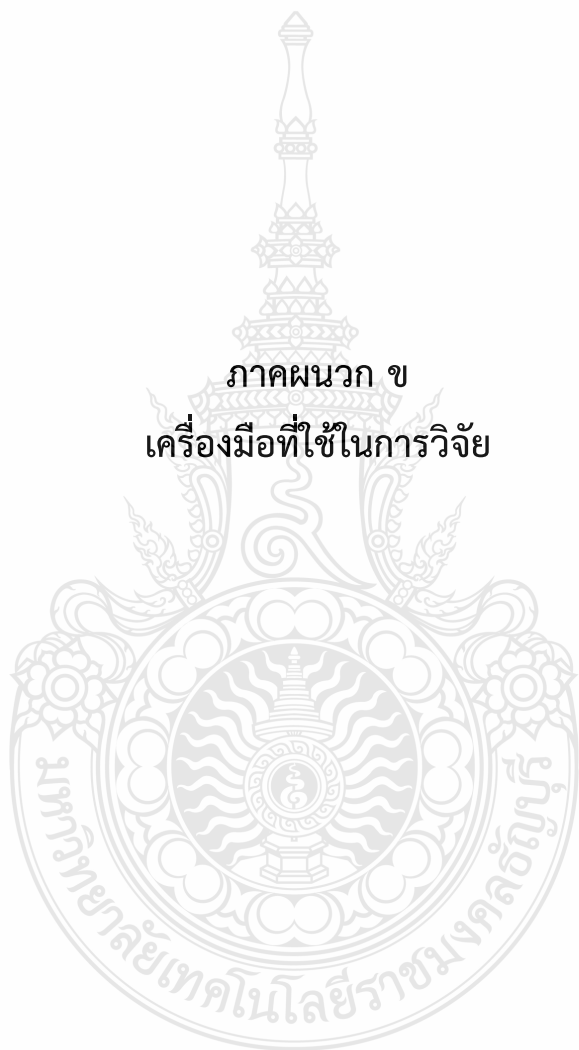 ภาคผนวก ข
เครื่องมือที่ใช้ในการวิจัย
มหาวิทยาลัยเทคโนโลยีราชมงคลธัญบุรี